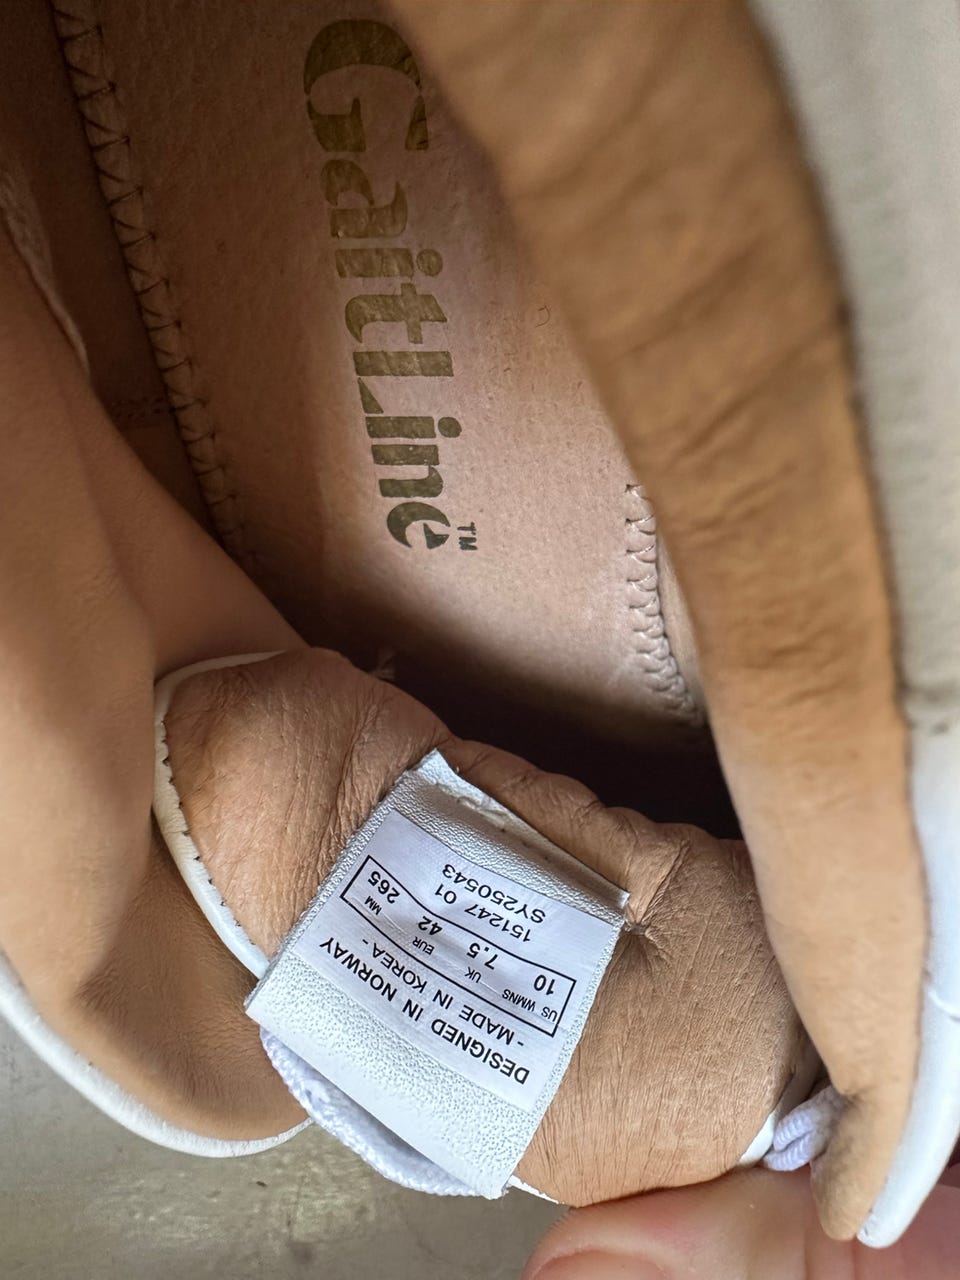 GaitLine™
DESIGNED IN NORWAY
- MADE IN KOREA -
US WMNS UK EUR MM
10 7.5 42 265
151247 01
SY250543